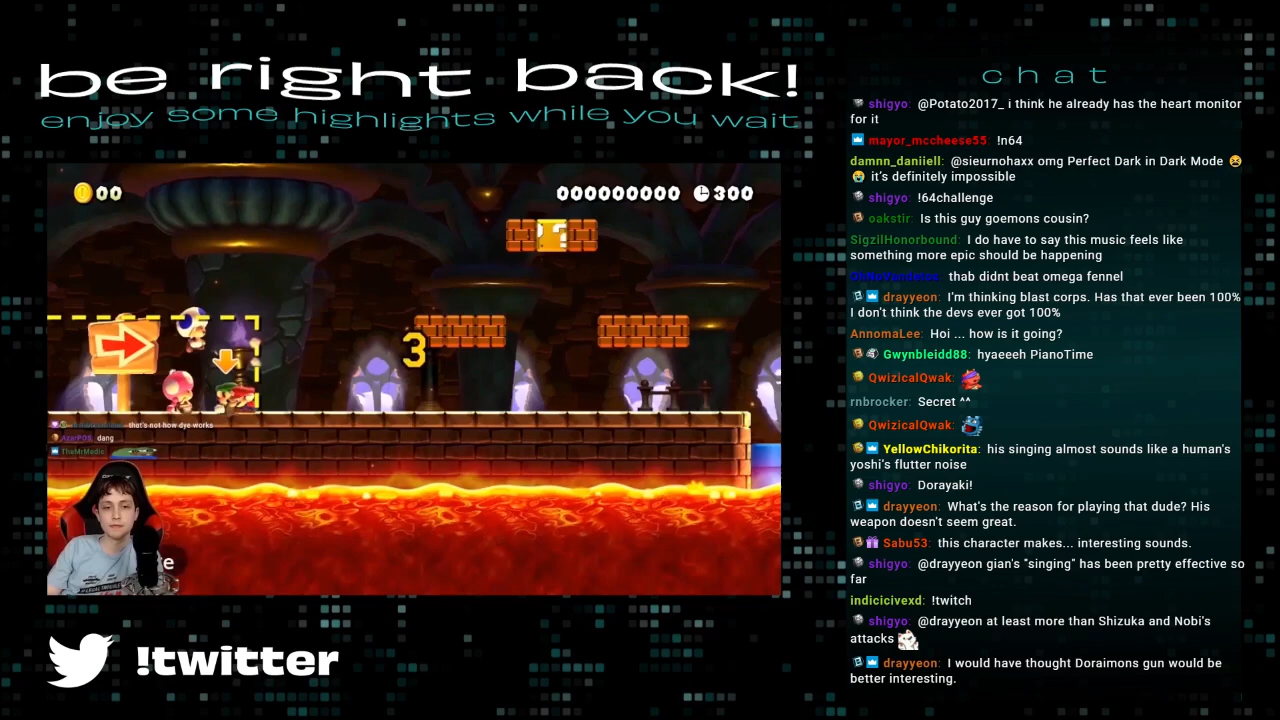 be right back!
enjoy some highlights while you wait
00
000000000 300
3
that's not how dye works
AxarPOS dang
TheMrMedic
e
!twitter
chat
shigyo: @Potato2017_ i think he already has the heart monitor
for it
mayor_mccheese55: !n64
damnn_daniiell: @sieurnohaxx omg Perfect Dark in Dark Mode
it's definitely impossible
shigyo: !64challenge
oakstir: Is this guy goemons cousin?
SigzilHonorbound: I do have to say this music feels like
something more epic should be happening
thab didnt beat omega fennel
drayyeon: I'm thinking blast corps. Has that ever been 100%
I don't think the devs ever got 100%
AnnomaLee: Hoi ... how is it going?
Gwynbleidd88: hyaeeeh PianoTime
QwizicalQwak:
rnbrocker: Secret ^^
QwizicalQwak:
YellowChikorita: his singing almost sounds like a human's
yoshi's flutter noise
shigyo: Dorayaki!
drayyeon: What's the reason for playing that dude? His
weapon doesn't seem great.
Sabu53: this character makes... interesting sounds.
shigyo: @drayyeon gian's "singing" has been pretty effective so
far
indicicivexd: !twitch
shigyo: @drayyeon at least more than Shizuka and Nobi's
attacks
drayyeon: I would have thought Doraimons gun would be
better interesting.